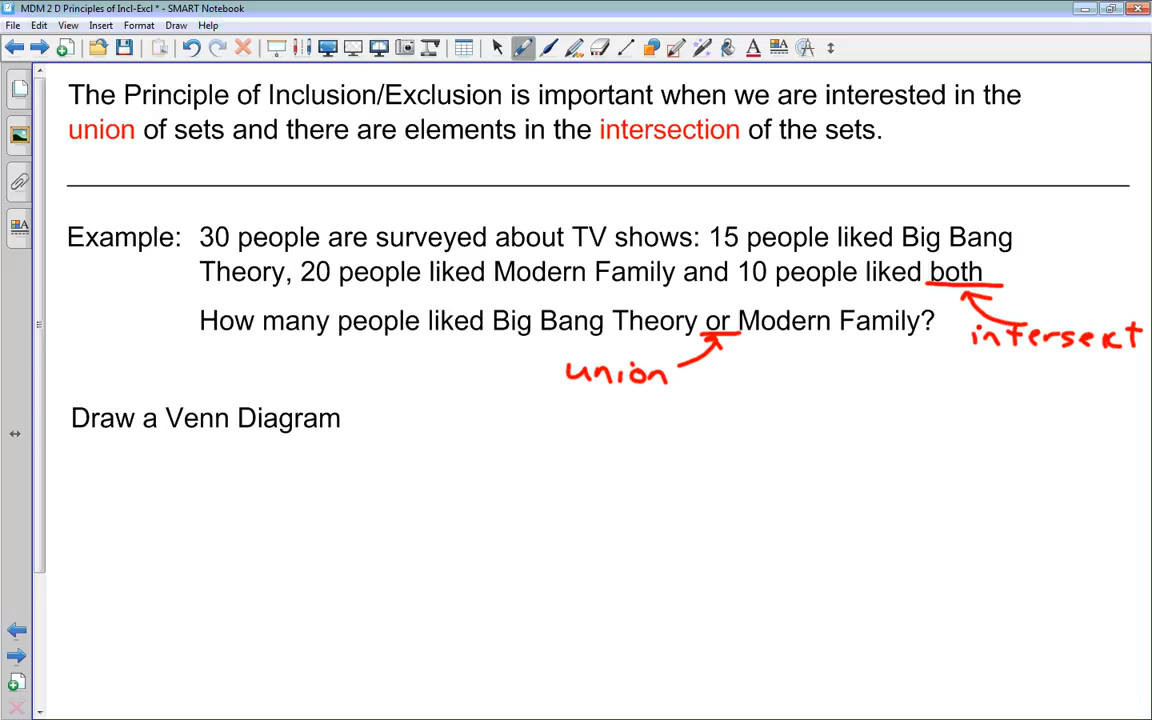 MDM 2 D Principles of Incl-Excl * - SMART Notebook
File Edit View Insert Format Draw Help
The Principle of Inclusion/Exclusion is important when we are interested in the
union of sets and there are elements in the intersection of the sets.
Example: 30 people are surveyed about TV shows: 15 people liked Big Bang
Theory, 20 people liked Modern Family and 10 people liked both
How many people liked Big Bang Theory or Modern Family?
intersect
union
Draw a Venn Diagram